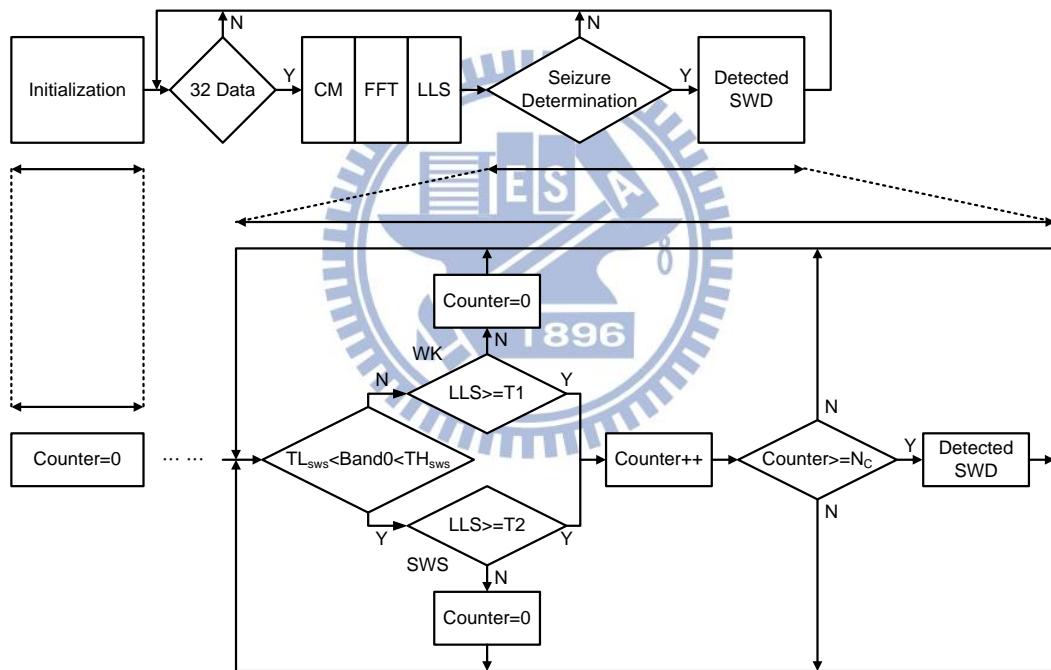 N
N
Initialization
32 Data
Y
CM
FFT
LLS
Seizure
Determination
Y
Detected
SWD
E S A
8
1896
Counter=0
N
WK
N
LLS>=T1
Y
Counter=0
... ...
TLsws<Band0<THsws
Counter++
N
Counter>=NC
N
Y
Detected
SWD
Y
LLS>=T2
Y
SWS
N
Counter=0